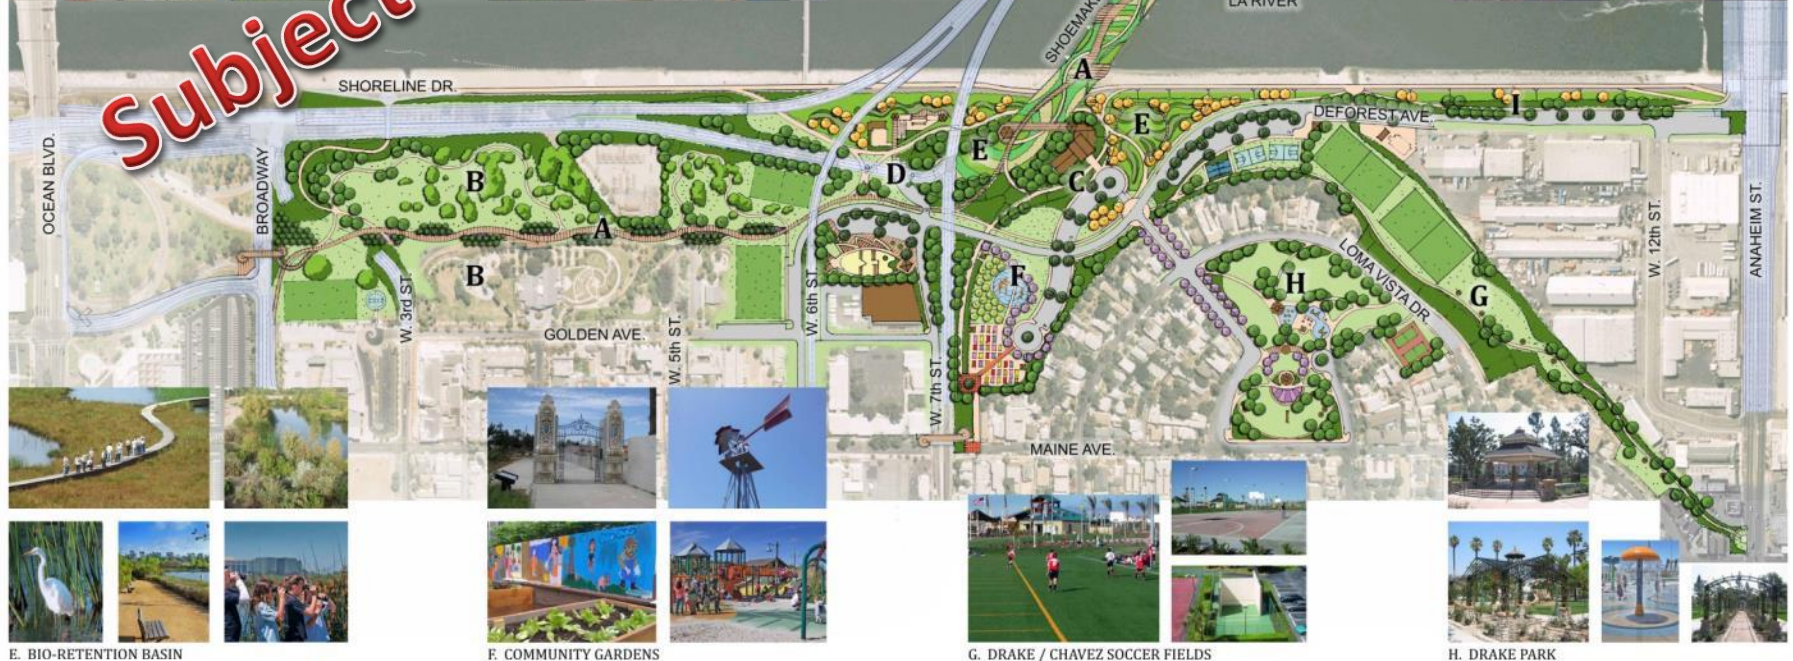 Subject
LA RIVER
SHOEMAK
A
SHORELINE DR.
I
DEFOREST AVE.
E
E
OCEAN BLVD.
BROADWAY
B
D
C
A
B
W. 3rd ST.
GOLDEN AVE.
W. 5th ST.
W. 6th ST.
W. 7th ST.
F
H
LOMA VISTA DR
G
W. 12th ST.
ANAHEIM ST.
MAINE AVE.
E. BIO-RETENTION BASIN
F. COMMUNITY GARDENS
G. DRAKE / CHAVEZ SOCCER FIELDS
H. DRAKE PARK